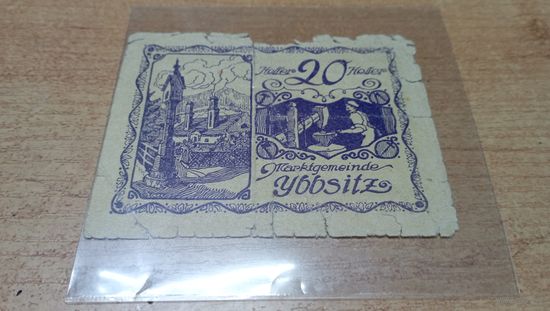 Heller 20 Heller
Marktgemeinde
Ybbsitz